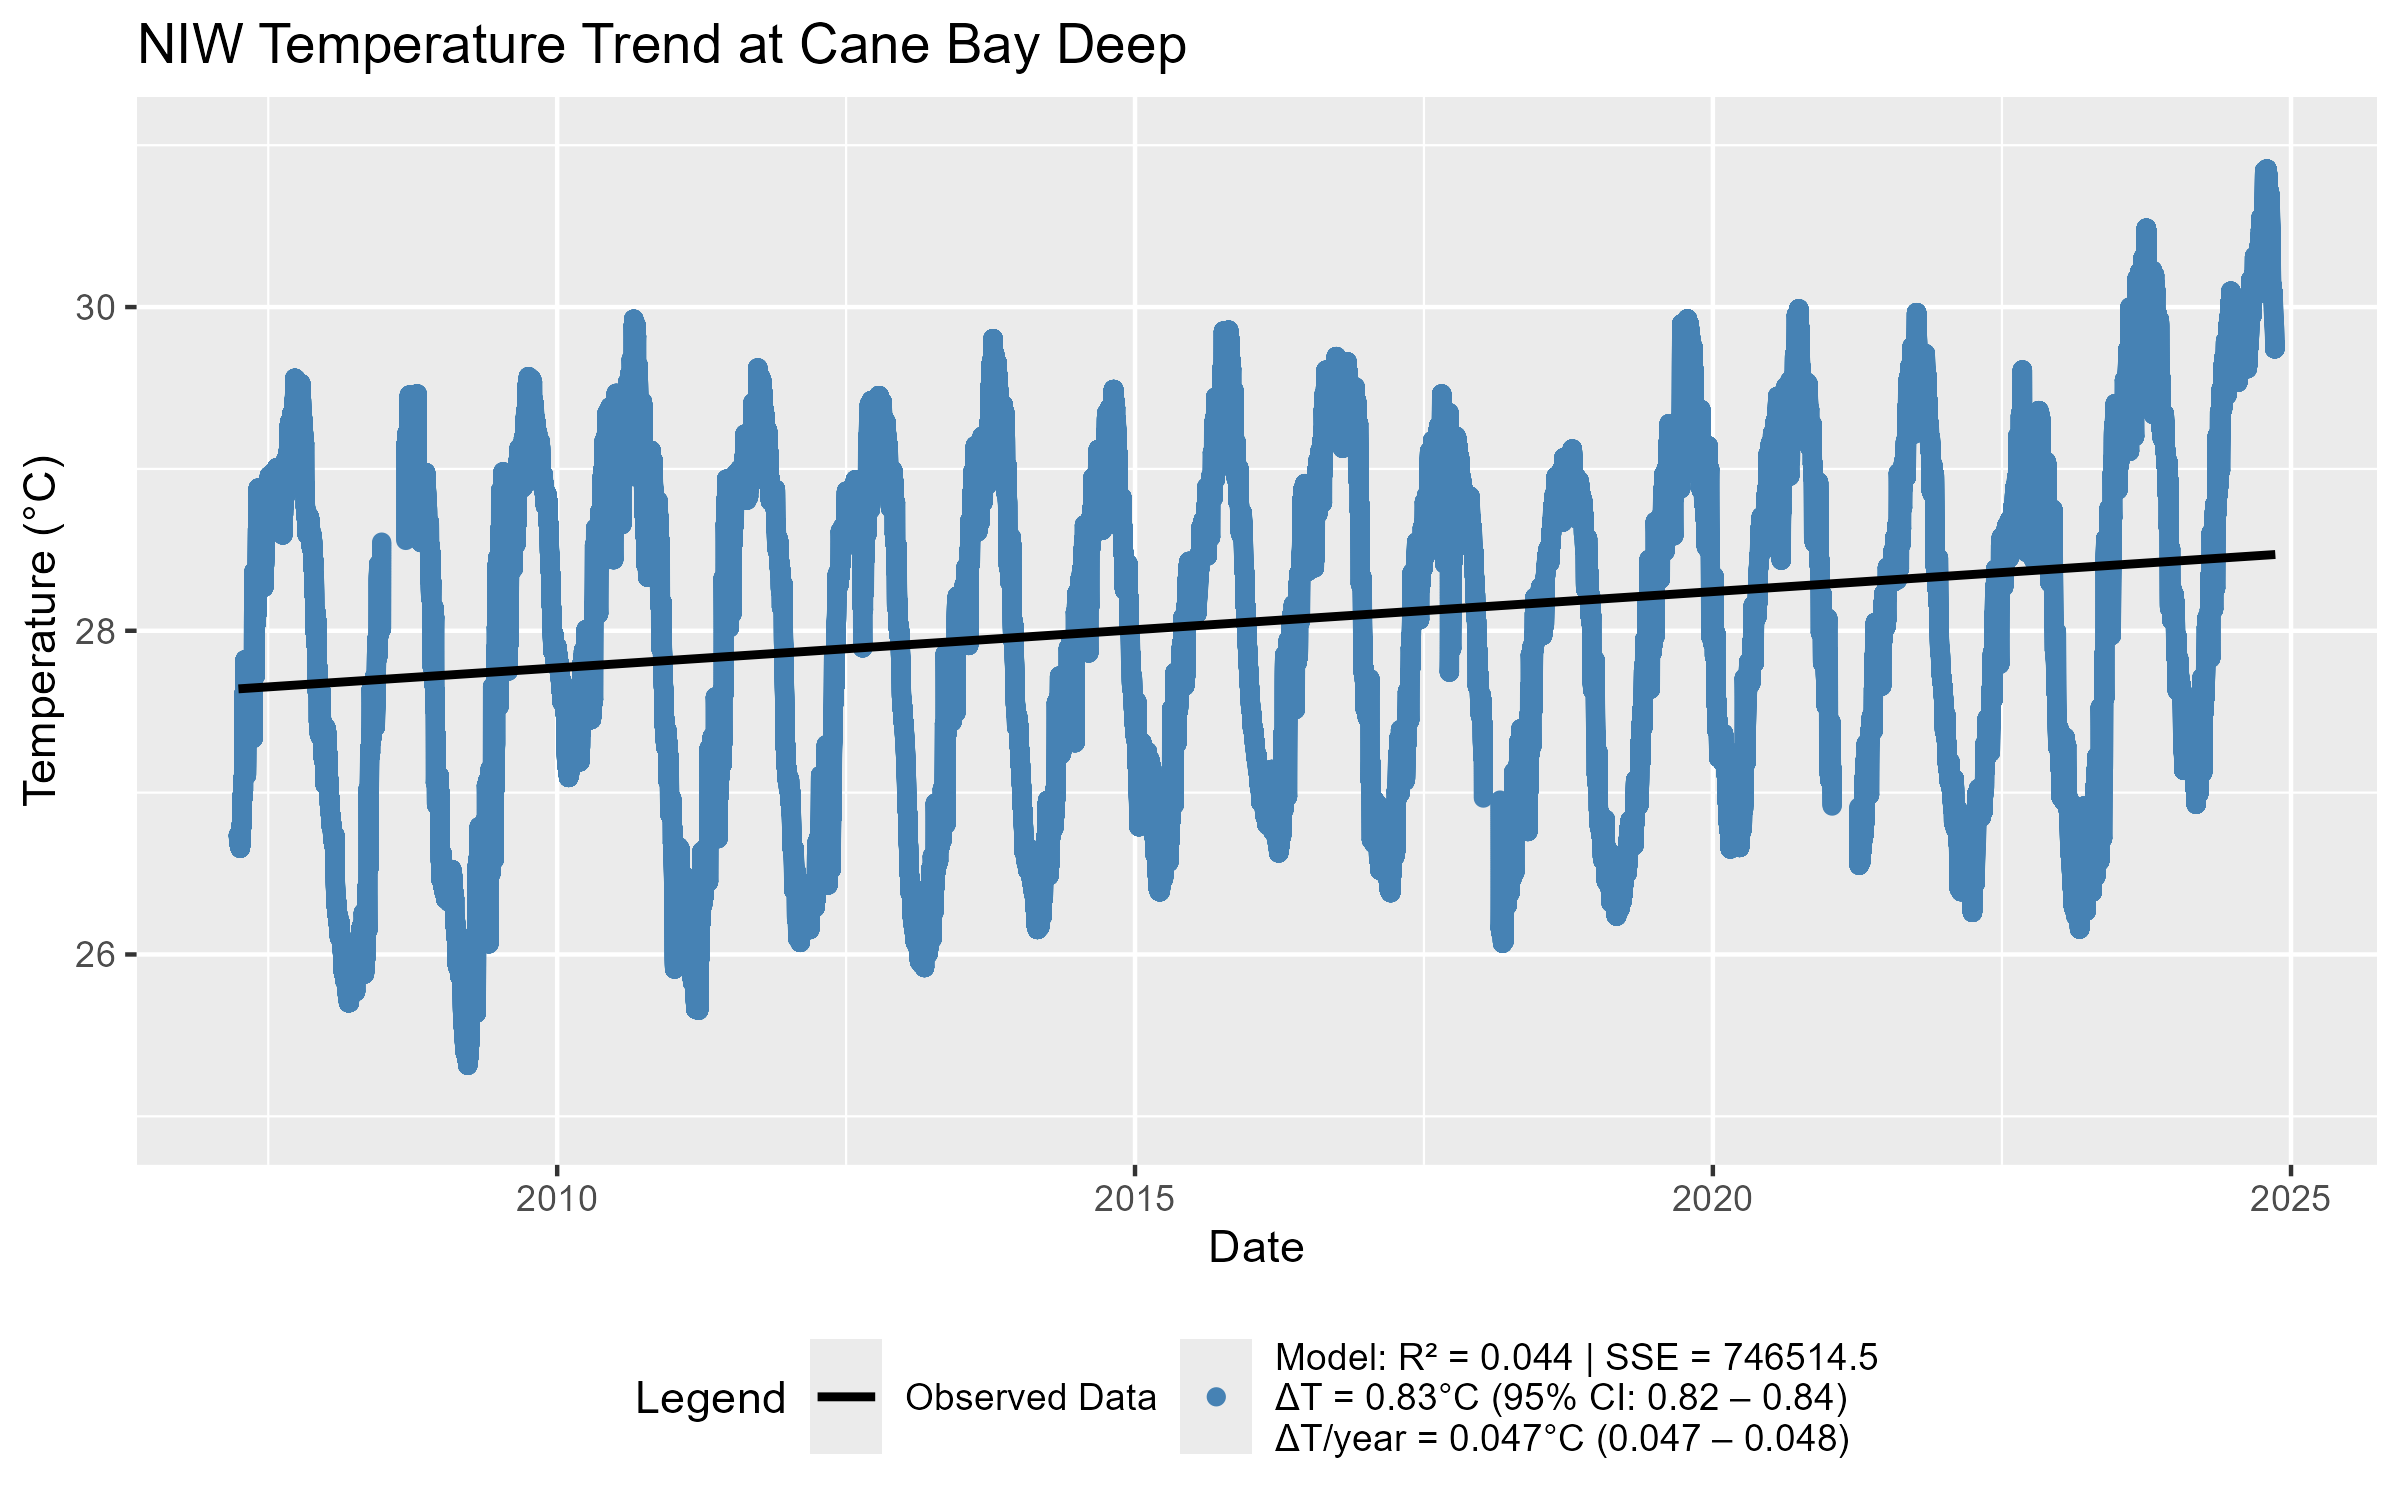 NIW Temperature Trend at Cane Bay Deep
Temperature (°C)
30
28
26
2010
2015
2020
2025
Date
Legend
Observed Data
Model: R² = 0.044 | SSE = 746514.5
ΔT = 0.83°C (95% CI: 0.82 – 0.84)
ΔT/year = 0.047°C (0.047 – 0.048)